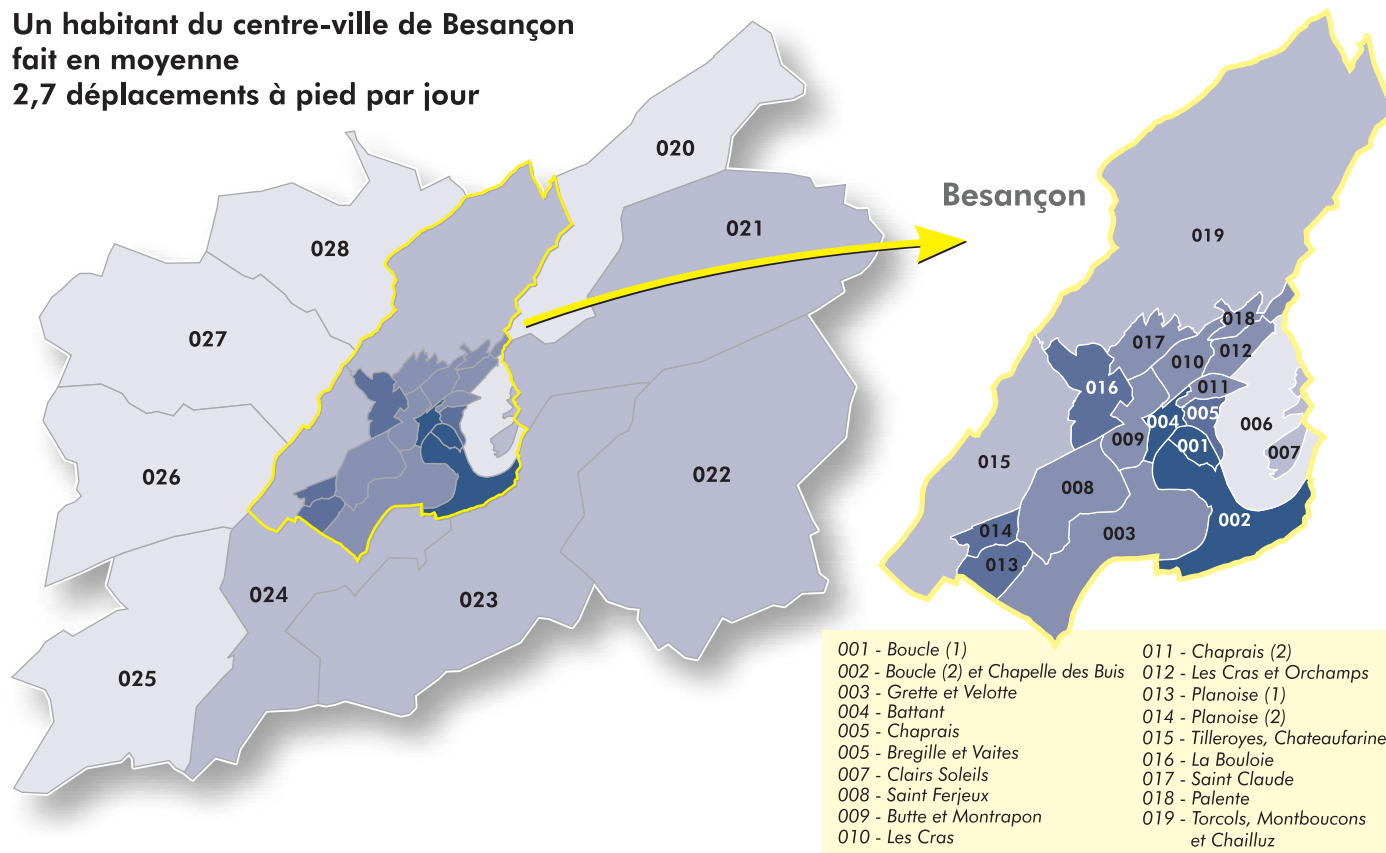 Un habitant du centre-ville de Besançon
fait en moyenne
2,7 déplacements à pied par jour
020
021
028
027
026
022
024
023
025
Besançon
019
018
017
012
010
016
011
005
004
006
009
001
007
015
008
002
014
003
013
001 - Boucle (1)
002 - Boucle (2) et Chapelle des Buis
003 - Grette et Velotte
004 - Battant
005 - Chaprais
005 - Bregille et Vaites
007 - Clairs Soleils
008 - Saint Ferjeux
009 - Butte et Montrapon
010 - Les Cras
011 - Chaprais (2)
012 - Les Cras et Orchamps
013 - Planoise (1)
014 - Planoise (2)
015 - Tilleroyes, Chateaufarine
016 - La Bouloie
017 - Saint Claude
018 - Palente
019 - Torcols, Montboucons
et Chailluz